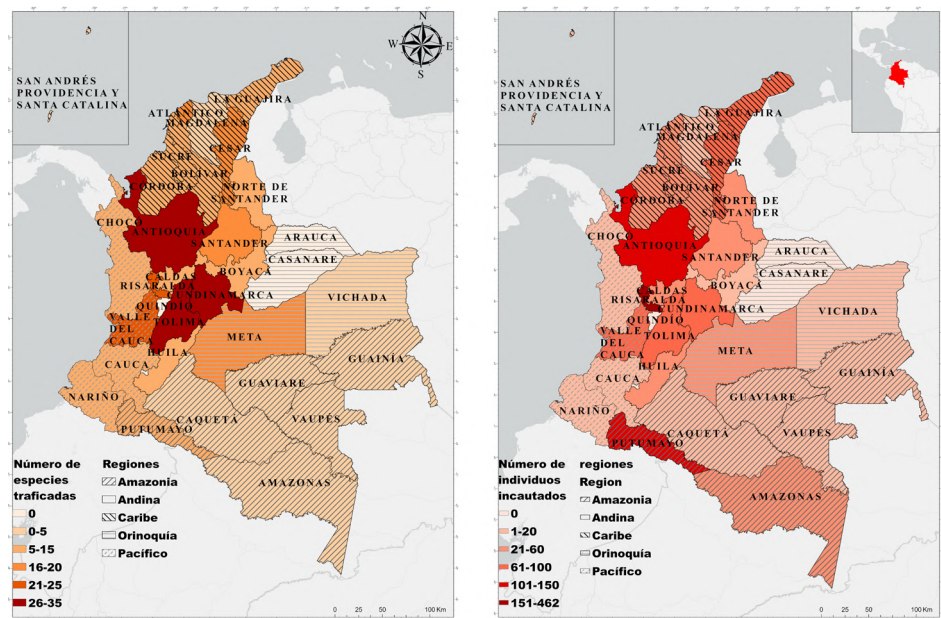 N
W E
S
SAN ANDRÉS
PROVIDENCIA Y
SANTA CATALINA
LA GUAJIRA
ATLÁNTICO
MAGDALENA
CÉSAR
SUCRE
BOLÍVAR
CÓRDOBA
NORTE DE
SANTANDER
CHOCÓ
ANTIOQUIA
SANTANDER
ARAUCA
CASANARE
BOYACÁ
CALDAS
RISARALDA
CUNDINAMARCA
VICHADA
QUINDÍO
VALLE
DEL
CAUCA
TOLIMA
META
HUILA
CAUCA
GUAINÍA
GUAVIARE
NARIÑO
CAQUETÁ
VAUPÉS
PUTUMAYO
AMAZONAS
Número de
especies
traficadas
0
0-5
5-15
16-20
21-25
26-35
Regiones
Amazonia
Andina
Caribe
Orinoquía
Pacífico
0 25 50 100 Km
SAN ANDRÉS
PROVIDENCIA Y
SANTA CATALINA
LA GUAJIRA
ATLÁNTICO
MAGDALENA
CÉSAR
SUCRE
BOLÍVAR
CÓRDOBA
NORTE DE
SANTANDER
CHOCÓ
ANTIOQUIA
SANTANDER
ARAUCA
CASANARE
BOYACÁ
CALDAS
RISARALDA
CUNDINAMARCA
VICHADA
QUINDÍO
VALLE
DEL
CAUCA
TOLIMA
META
HUILA
CAUCA
GUAINÍA
GUAVIARE
NARIÑO
CAQUETÁ
VAUPÉS
PUTUMAYO
AMAZONAS
Número de
individuos
incautados
0
1-20
21-60
61-100
101-150
151-462
regiones
Region
Amazonia
Andina
Caribe
Orinoquía
Pacífico
0 25 50 100 Km